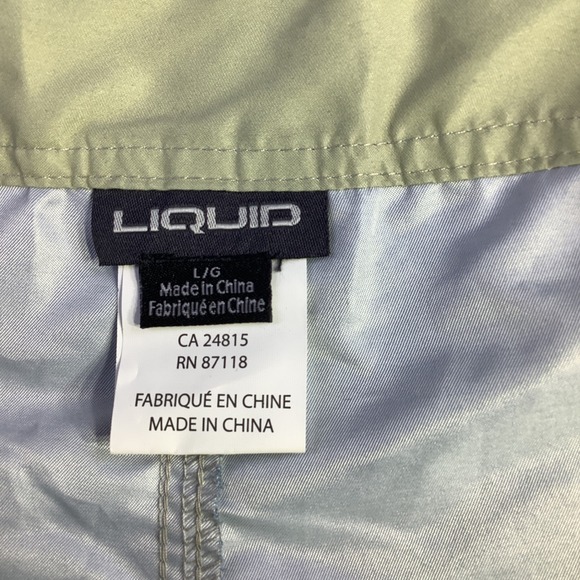 LIQUID
L/G
Made in China
Fabriqué en Chine
CA 24815
RN 87118
FABRIQUÉ EN CHINE
MADE IN CHINA